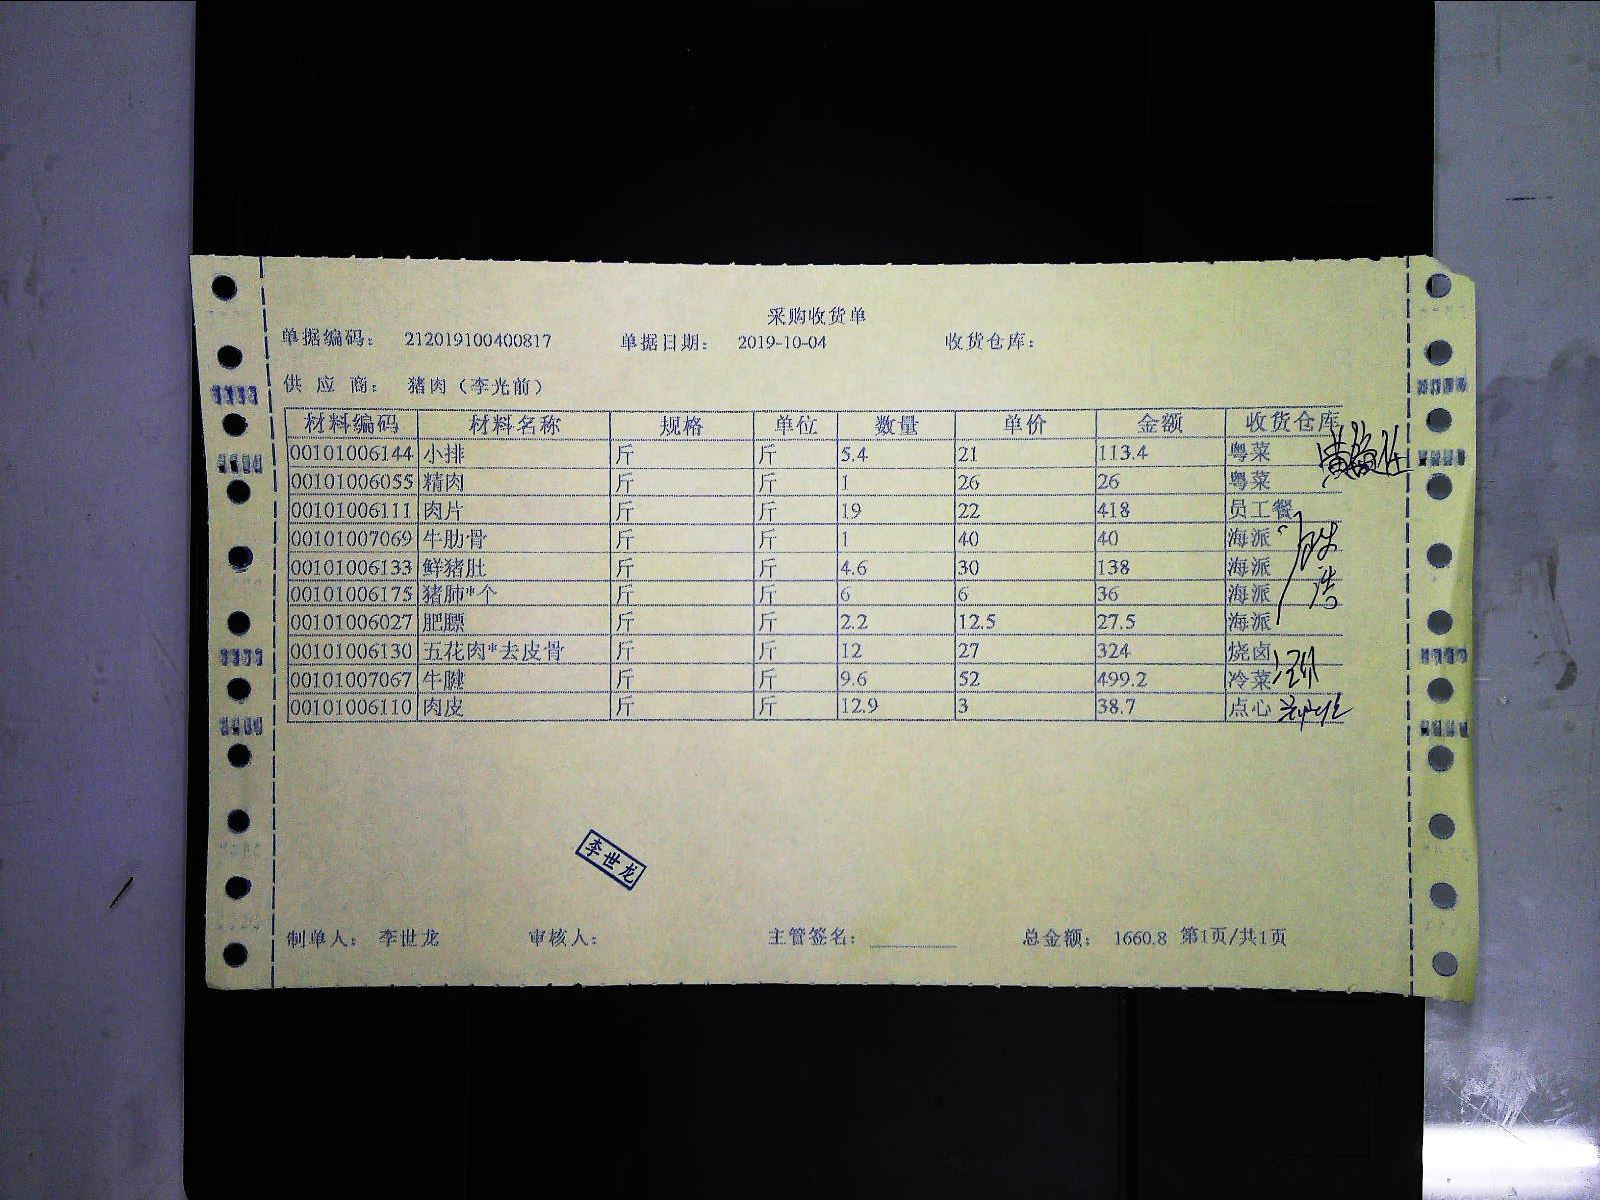 采购收货单
单据编码： 212019100400817 单据日期： 2019-10-04 收货仓库：
供 应 商： 猪肉（李光前）
材料编码 材料名称 规格 单位 数量 单价 金额 收货仓库
00101006144 小排 斤 斤 5.4 21 113.4 粤菜
00101006055 精肉 斤 斤 1 26 26 粤菜
00101006111 肉片 斤 斤 19 22 418 员工餐
00101007069 牛肋骨 斤 斤 1 40 40 海派
00101006133 鲜猪肚 斤 斤 4.6 30 138 海派
00101006175 猪肺*个 斤 斤 6 6 36 海派
00101006027 肥膘 斤 斤 2.2 12.5 27.5 海派
00101006130 五花肉*去皮骨 斤 斤 12 27 324 烧卤
00101007067 牛腱 斤 斤 9.6 52 499.2 冷菜
00101006110 肉皮 斤 斤 12.9 3 38.7 点心
李世龙
制单人： 李世龙 审核人： 主管签名： 总金额： 1660.8 第1页/共1页